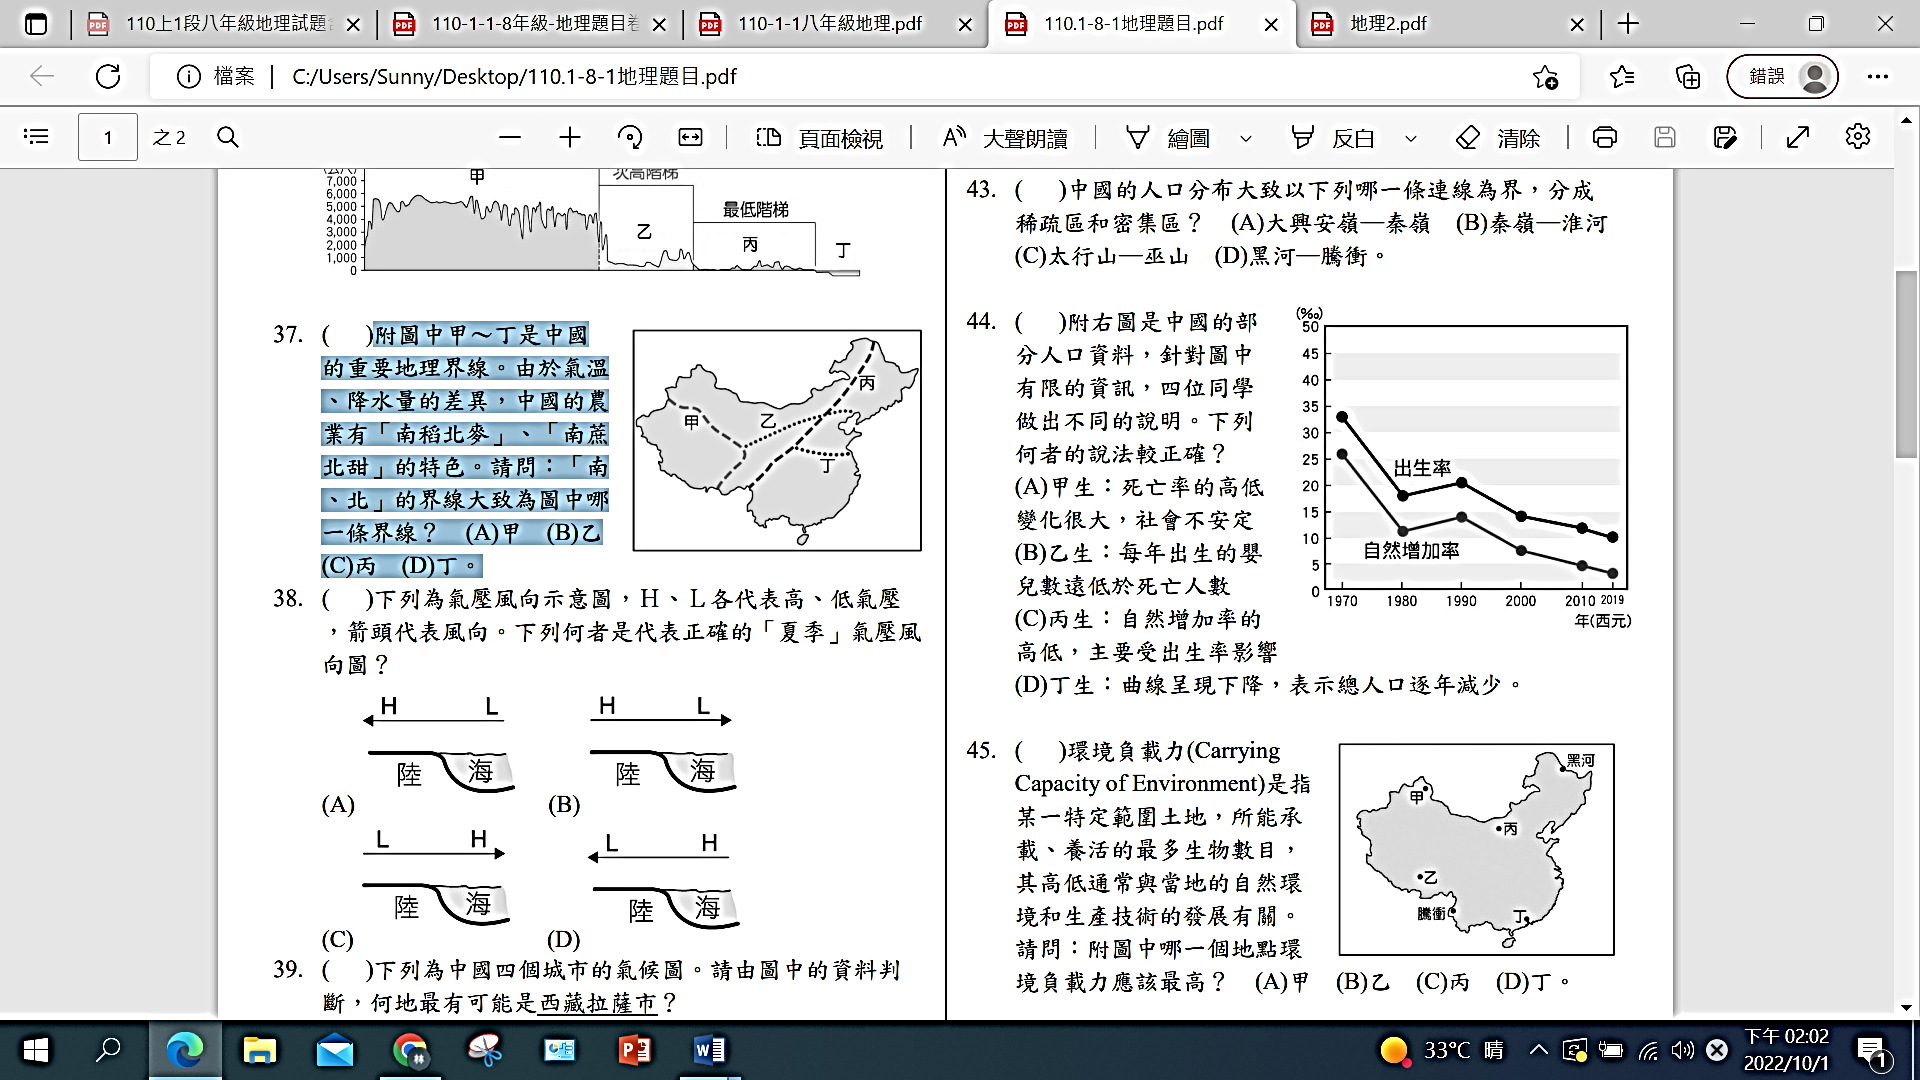 110上1段八年級地理試題
110-1-1-8年級-地理題目卷
110-1-1八年級地理.pdf
110.1-8-1地理題目.pdf
地理2.pdf
檔案
C:/Users/Sunny/Desktop/110.1-8-1地理題目.pdf
錯誤
1
之 2
頁面檢視
大聲朗讀
繪圖
反白
清除
甲
次高階梯
最低階梯
乙
丙
丁
7,000
6,000
5,000
4,000
3,000
2,000
1,000
0
37. ( )附圖中甲～丁是中國
的重要地理界線。由於氣溫
、降水量的差異，中國的農
業有「南稻北麥」、「南蔗
北甜」的特色。請問：「南
、北」的界線大致為圖中哪
一條界線？ (A)甲 (B)乙
(C)丙 (D)丁。
甲
乙
丙
丁
38. ( )下列為氣壓風向示意圖，H、L各代表高、低氣壓
，箭頭代表風向。下列何者是代表正確的「夏季」氣壓風
向圖？
H L
陸 海
(A)
H L
陸 海
(B)
L H
陸 海
(C)
L H
陸 海
(D)
39. ( )下列為中國四個城市的氣候圖。請由圖中的資料判
斷，何地最有可能是西藏拉薩市？
43. ( )中國的人口分布大致以下列哪一條連線為界，分成
稀疏區和密集區？ (A)大興安嶺—秦嶺 (B)秦嶺—淮河
(C)太行山—巫山 (D)黑河—騰衝。
44. ( )附右圖是中國的部
分人口資料，針對圖中
有限的資訊，四位同學
做出不同的說明。下列
何者的說法較正確？
(A)甲生：死亡率的高低
變化很大，社會不安定
(B)乙生：每年出生的嬰
兒數遠低於死亡人數
(C)丙生：自然增加率的
高低，主要受出生率影響
(D)丁生：曲線呈現下降，表示總人口逐年減少。
(‰)
50
45
40
35
30
25
20
15
10
5
0
出生率
自然增加率
1970 1980 1990 2000 2010 2019
年(西元)
45. ( )環境負載力(Carrying
Capacity of Environment)是指
某一特定範圍土地，所能承
載、養活的最多生物數目，
其高低通常與當地的自然環
境和生產技術的發展有關。
請問：附圖中哪一個地點環
境負載力應該最高？ (A)甲 (B)乙 (C)丙 (D)丁。
黑河
甲
丙
乙
騰衝
丁
33°C 晴
下午 02:02
2022/10/1
1